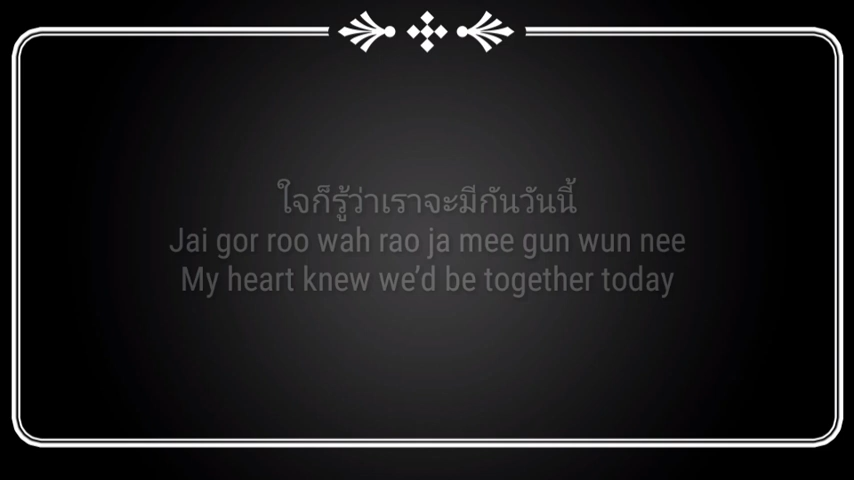 ใจก็รู้ว่าเราจะมีกันวันนี้
Jai gor roo wah rao ja mee gun wun nee
My heart knew we’d be together today